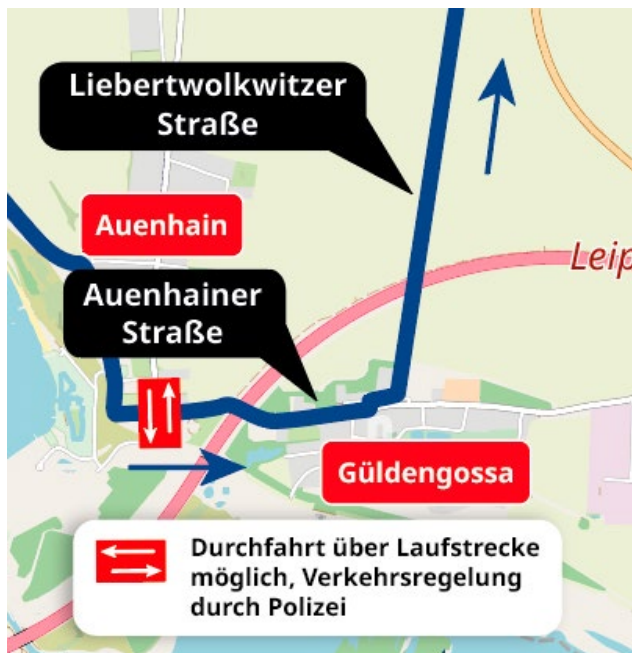 Liebertwolkwitzer
Straße
Auenhain
Leip
Auenhainer
Straße
Güldengossa
Durchfahrt über Laufstrecke
möglich, Verkehrsregelung
durch Polizei